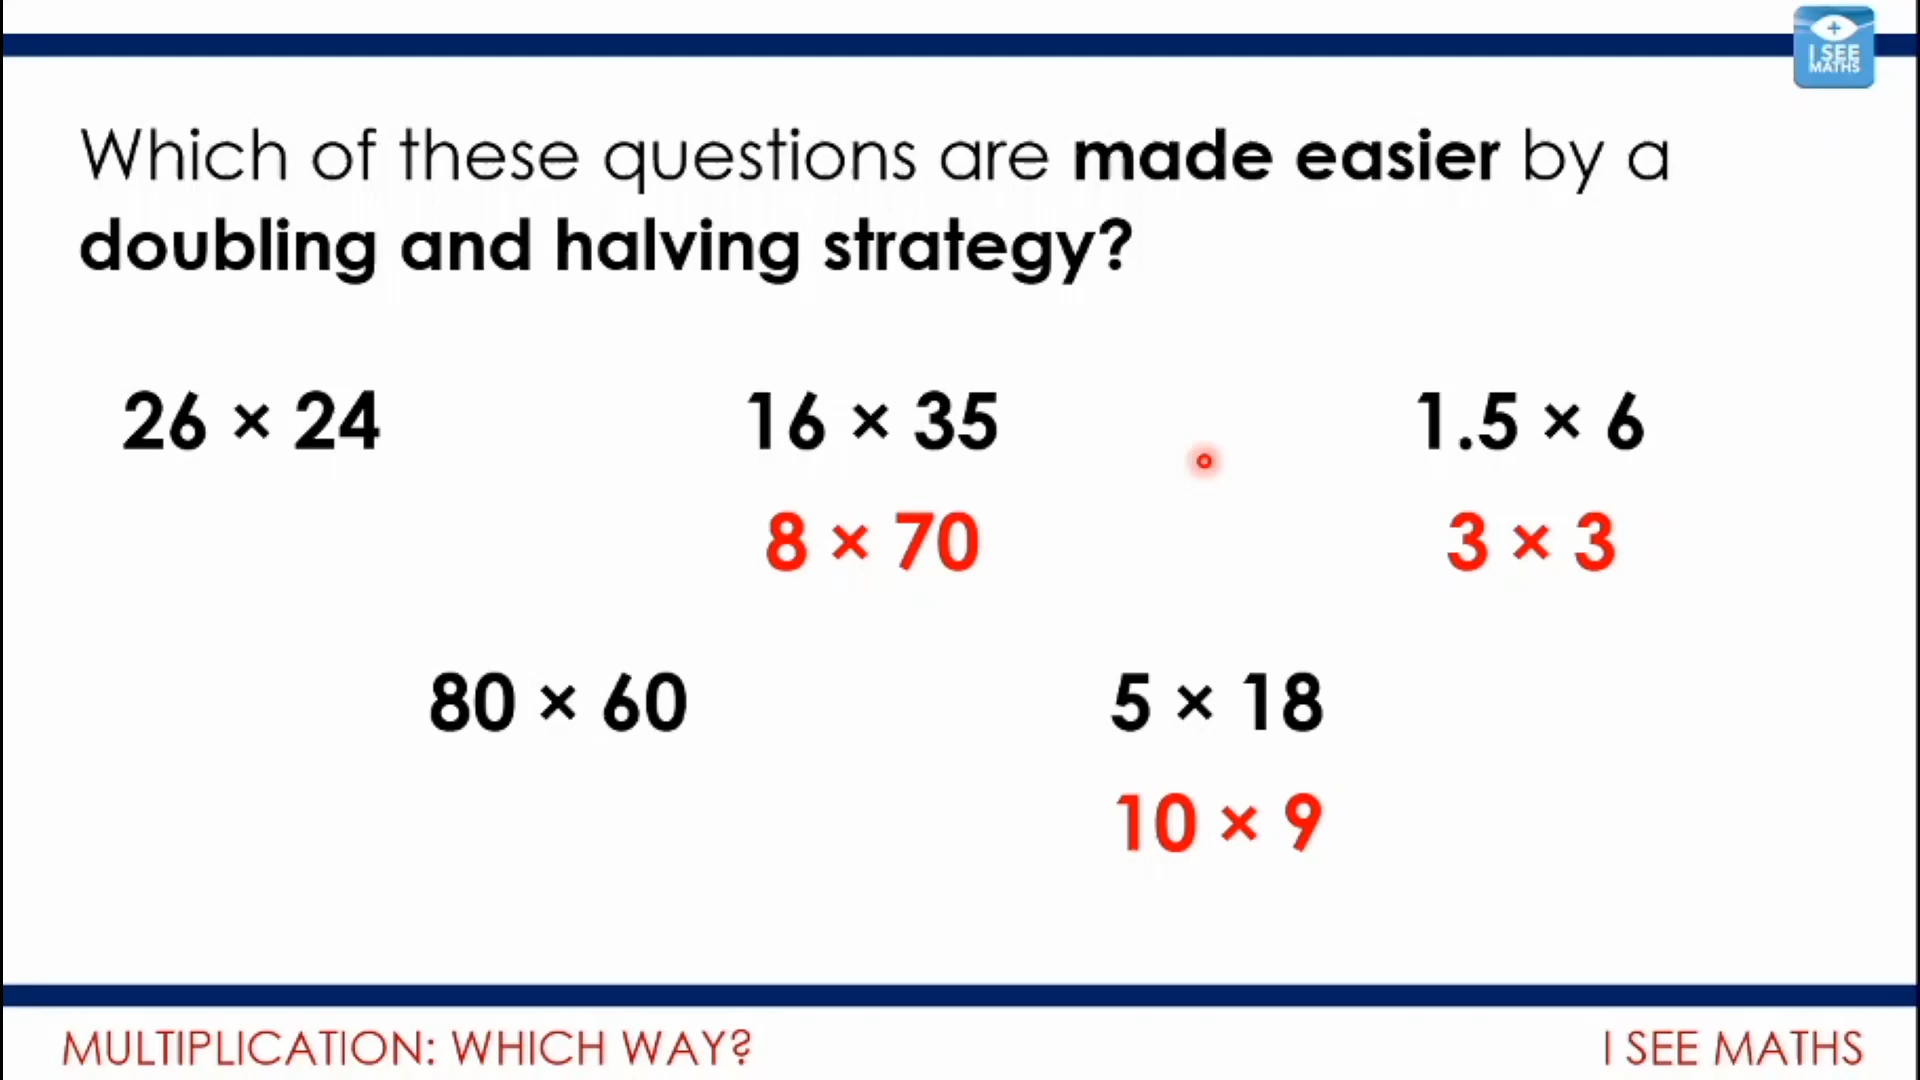 I SEE
MATHS
Which of these questions are made easier by a
doubling and halving strategy?
26 × 24 16 × 35 1.5 × 6
8 × 70 3 × 3
80 × 60 5 × 18
10 × 9
MULTIPLICATION: WHICH WAY? I SEE MATHS